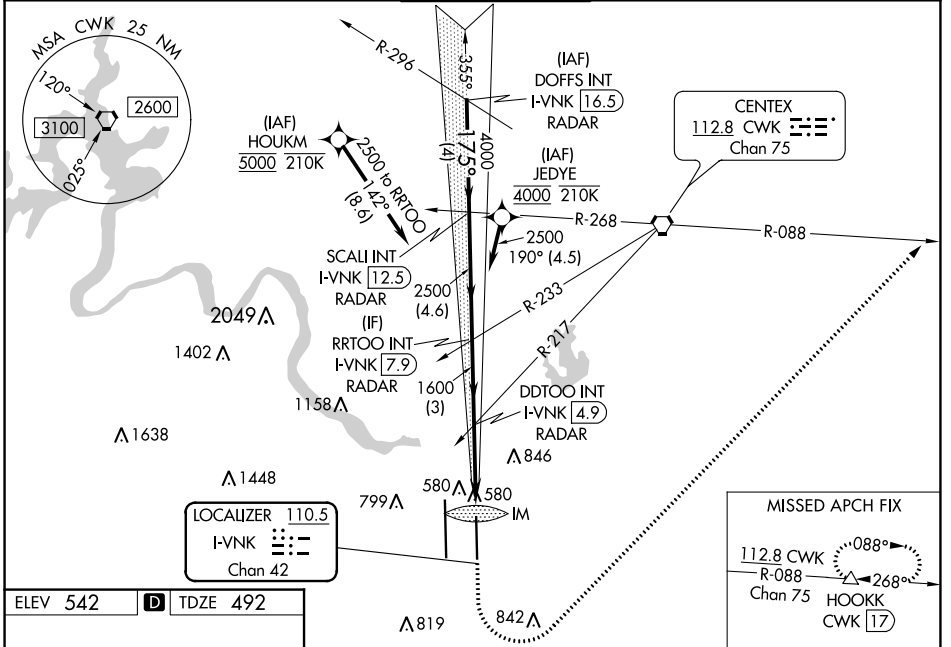 MSA CWK 25 NM
120°
2600
3100
025°
R-296
355°
(IAF)
DOFFS INT
I-VNK 16.5
RADAR
CENTEX
112.8 CWK
Chan 75
(IAF)
HOUKM
5000 210K
2500 to RRTOO
142°
(8.6)
175°
4000
(4)
(IAF)
JEDYE
4000 210K
R-268
R-088
2500
190° (4.5)
SCALI INT
I-VNK 12.5
RADAR
2500
(4.6)
R-233
R-217
(IF)
RRTOO INT
I-VNK 7.9
RADAR
1600
(3)
DDTOO INT
I-VNK 4.9
RADAR
2049
1402
1158
1638
1448
846
799
580
580
IM
LOCALIZER 110.5
I-VNK
Chan 42
MISSED APCH FIX
112.8 CWK
R-088
Chan 75
088°
268°
HOOKK
CWK 17
ELEV 542 D TDZE 492
819
842